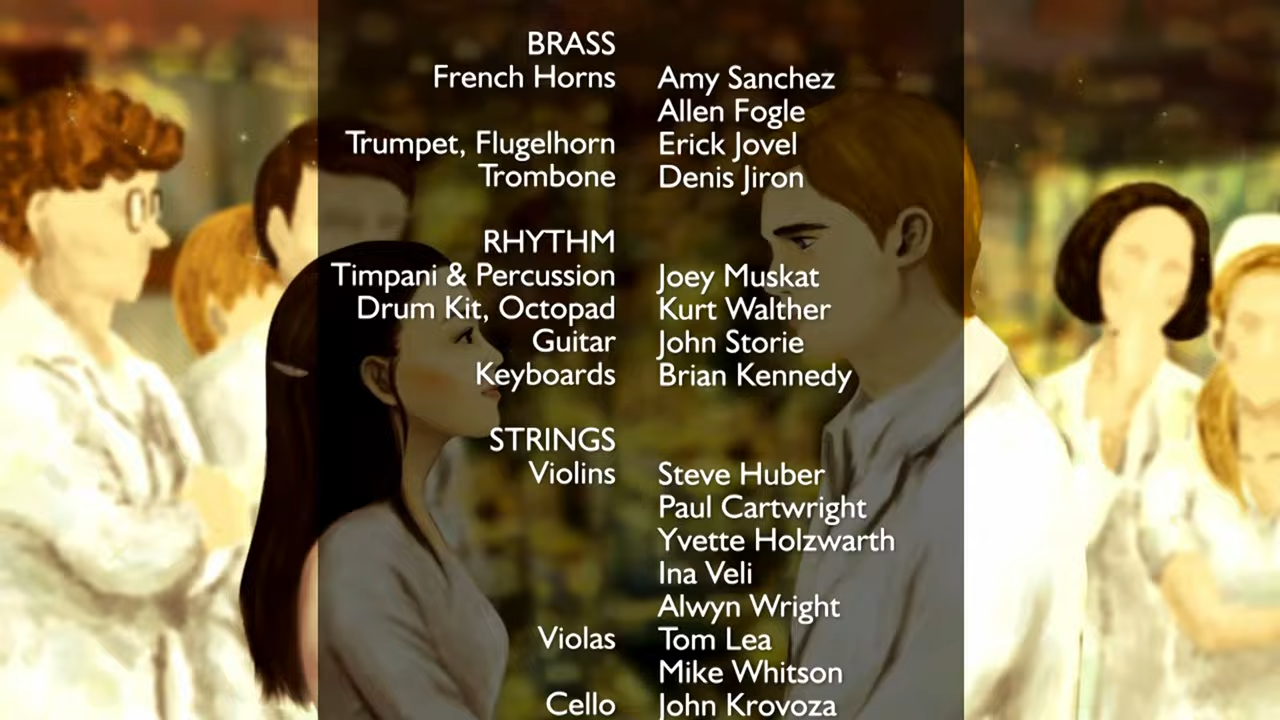 BRASS
French Horns Amy Sanchez
Allen Fogle
Trumpet, Flugelhorn Erick Jovel
Trombone Denis Jiron
RHYTHM
Timpani & Percussion Joey Muskat
Drum Kit, Octopad Kurt Walther
Guitar John Storie
Keyboards Brian Kennedy
STRINGS
Violins Steve Huber
Paul Cartwright
Yvette Holzwarth
Ina Veli
Alwyn Wright
Violas Tom Lea
Mike Whitson
Cello John Krovoza